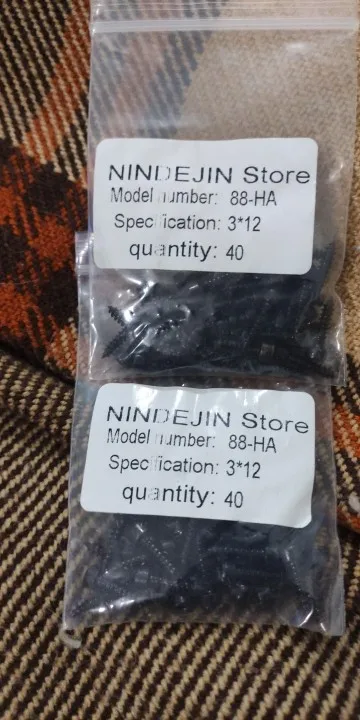 NINDEJIN Store
Model number: 88-HA
Specification: 3*12
quantity: 40
NINDEJIN Store
Model number: 88-HA
Specification: 3*12
quantity: 40